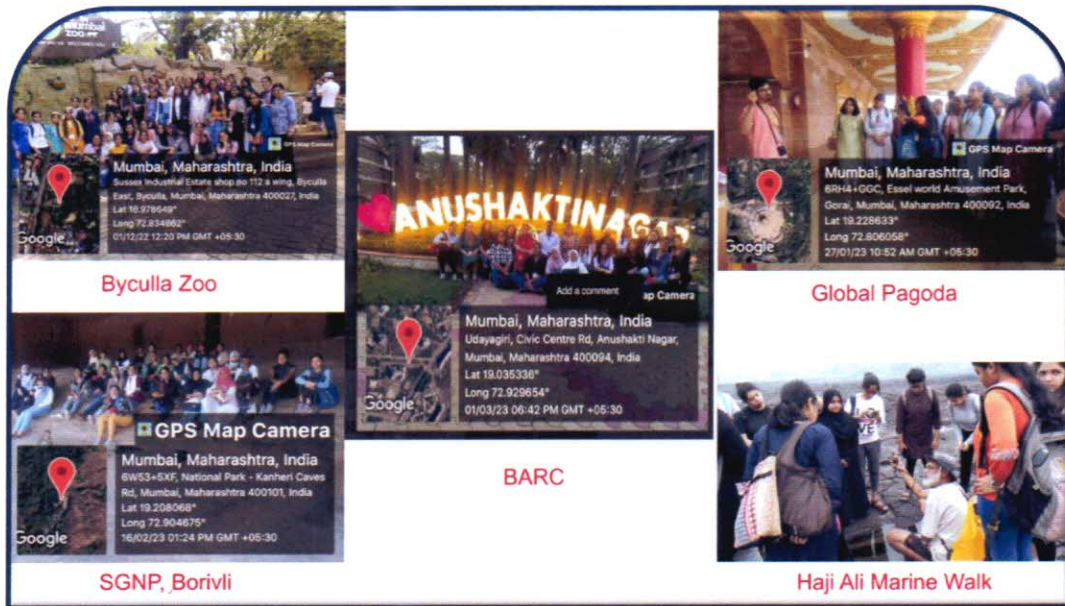 mumbai
ZOO
GPS Map Camera
Mumbai, Maharashtra, India
Sussex Industrial Estate shop.no 112 a wing, Byculla
East, Byculla, Mumbai, Maharashtra 400027, India
Lat 18.978649°
Long 72.834862°
01/12/22 12:20 PM GMT +05:30
Google
Byculla Zoo
GPS Map Camera
Mumbai, Maharashtra, India
6W53+5XF, National Park - Kanheri Caves
Rd, Mumbai, Maharashtra 400101, India
Lat 19.208068°
Long 72.904675°
16/02/23 01:24 PM GMT +05:30
Google
SGNP, Borivli
ANUSHAKTINAGAR
Add a comment
ap Camera
Mumbai, Maharashtra, India
Udayagiri, Civic Centre Rd, Anushakti Nagar,
Mumbai, Maharashtra 400094, India
Lat 19.035336°
Long 72.929654°
01/03/23 06:42 PM GMT +05:30
Google
BARC
GPS Map Camera
Mumbai, Maharashtra, India
6RH4+GGC, Essel world Amusement Park,
Gorai, Mumbai, Maharashtra 400092, India
Lat 19.228633°
Long 72.806058°
27/01/23 10:52 AM GMT +05:30
Google
Global Pagoda
Haji Ali Marine Walk